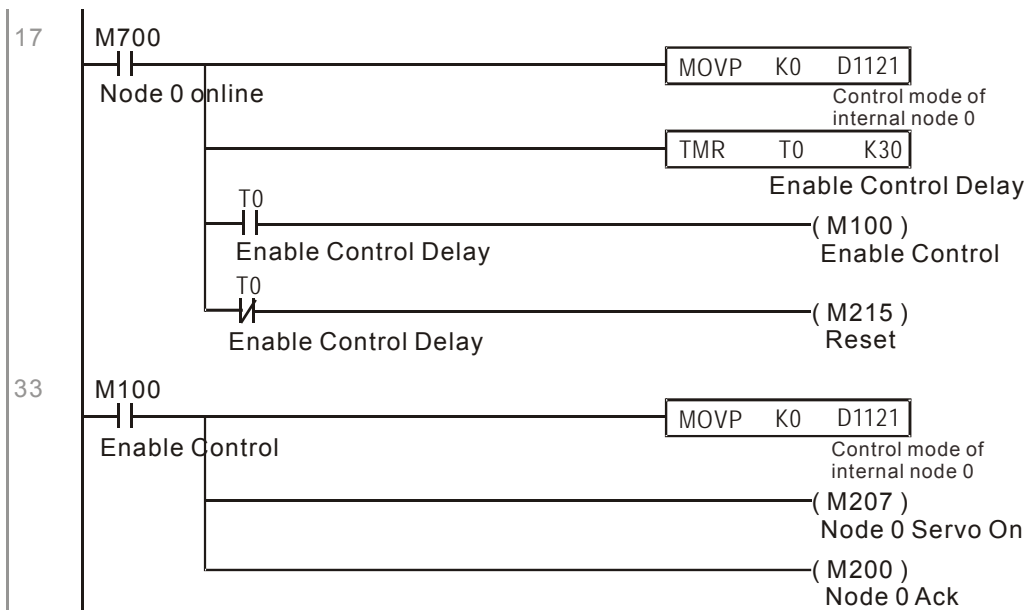 17
M700
Node 0 online
MOVP K0 D1121
Control mode of
internal node 0
TMR T0 K30
Enable Control Delay
T0
Enable Control Delay
( M100 )
Enable Control
T0
Enable Control Delay
( M215 )
Reset
33
M100
Enable Control
MOVP K0 D1121
Control mode of
internal node 0
( M207 )
Node 0 Servo On
( M200 )
Node 0 Ack